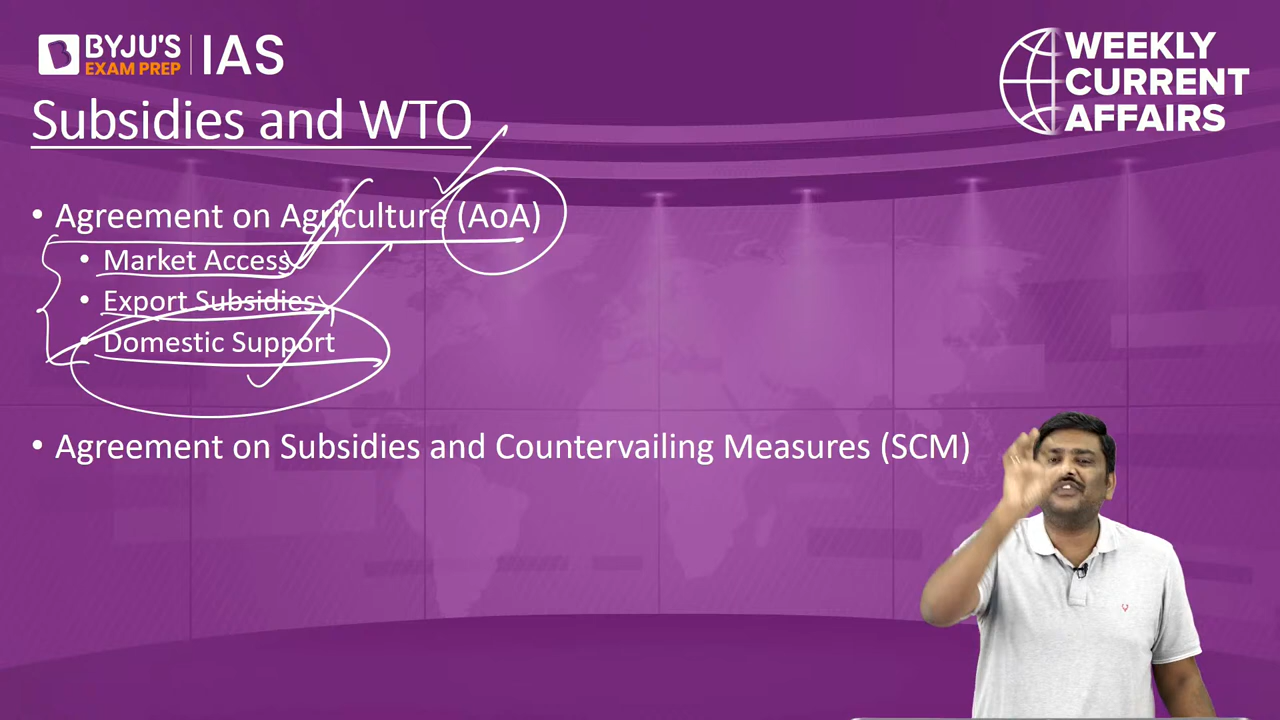 BYJU'S
EXAM PREP
IAS
WEEKLY
CURRENT
AFFAIRS
Subsidies and WTO
• Agreement on Agriculture (AoA)
• Market Access
• Export Subsidies
• Domestic Support
• Agreement on Subsidies and Countervailing Measures (SCM)